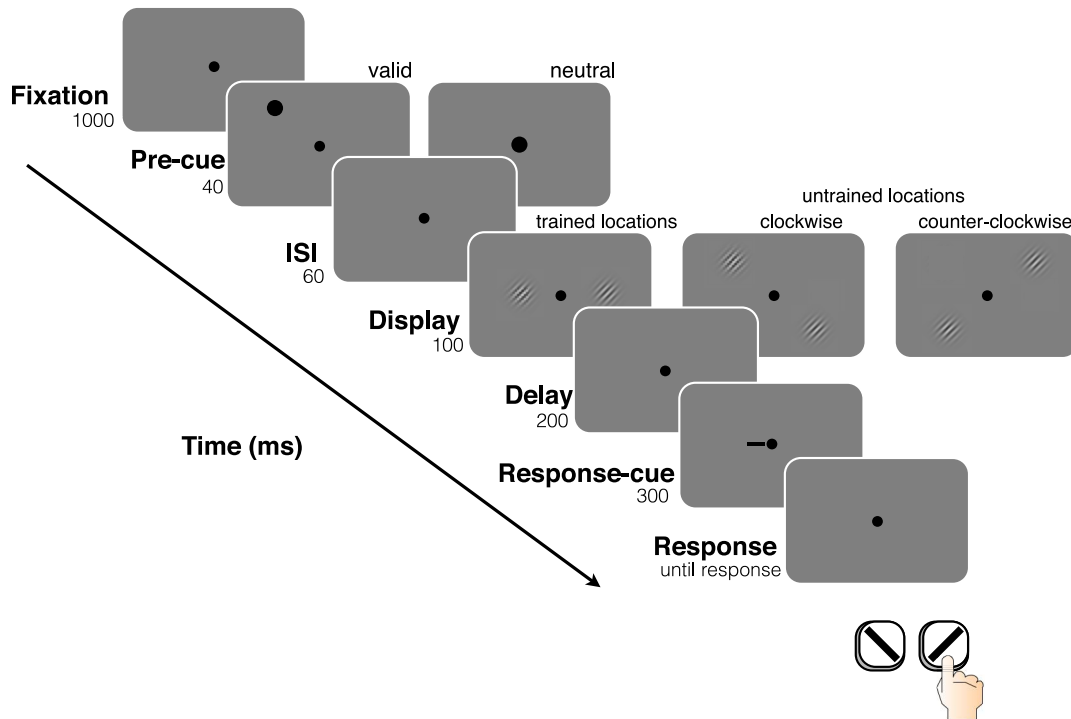 Fixation
1000
valid
neutral
Pre-cue
40
ISI
60
untrained locations
trained locations
clockwise
counter-clockwise
Display
100
Delay
200
Time (ms)
Response-cue
300
Response
until response